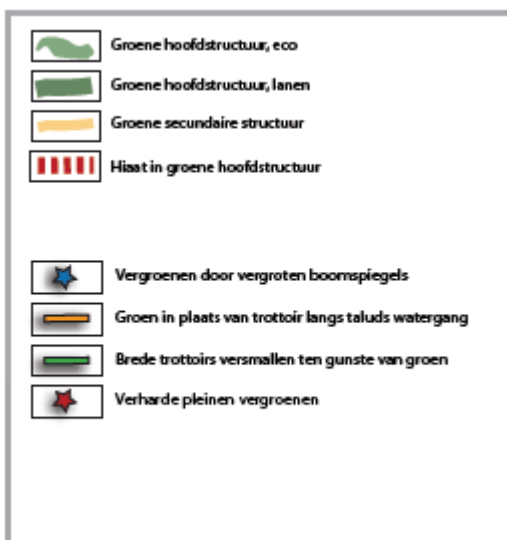 Groene hoofdstructuur, eco
Groene hoofdstructuur, lanen
Groene secundaire structuur
Hiaat in groene hoofdstructuur
Vergroenen door vergroten boomspiegels
Groen in plaats van trottoir langs taluds watergang
Brede trottoirs versmallen ten gunste van groen
Verharde pleinen vergroenen